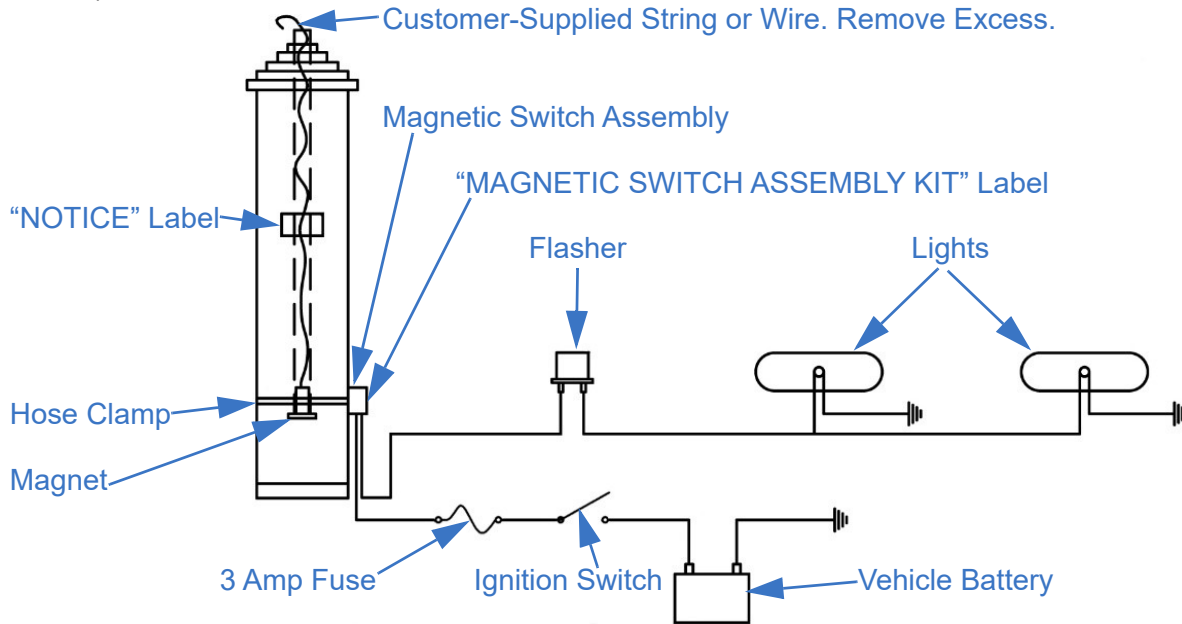 Customer-Supplied String or Wire. Remove Excess.
Magnetic Switch Assembly
“MAGNETIC SWITCH ASSEMBLY KIT” Label
“NOTICE” Label
Flasher
Lights
Hose Clamp
Magnet
3 Amp Fuse
Ignition Switch
Vehicle Battery